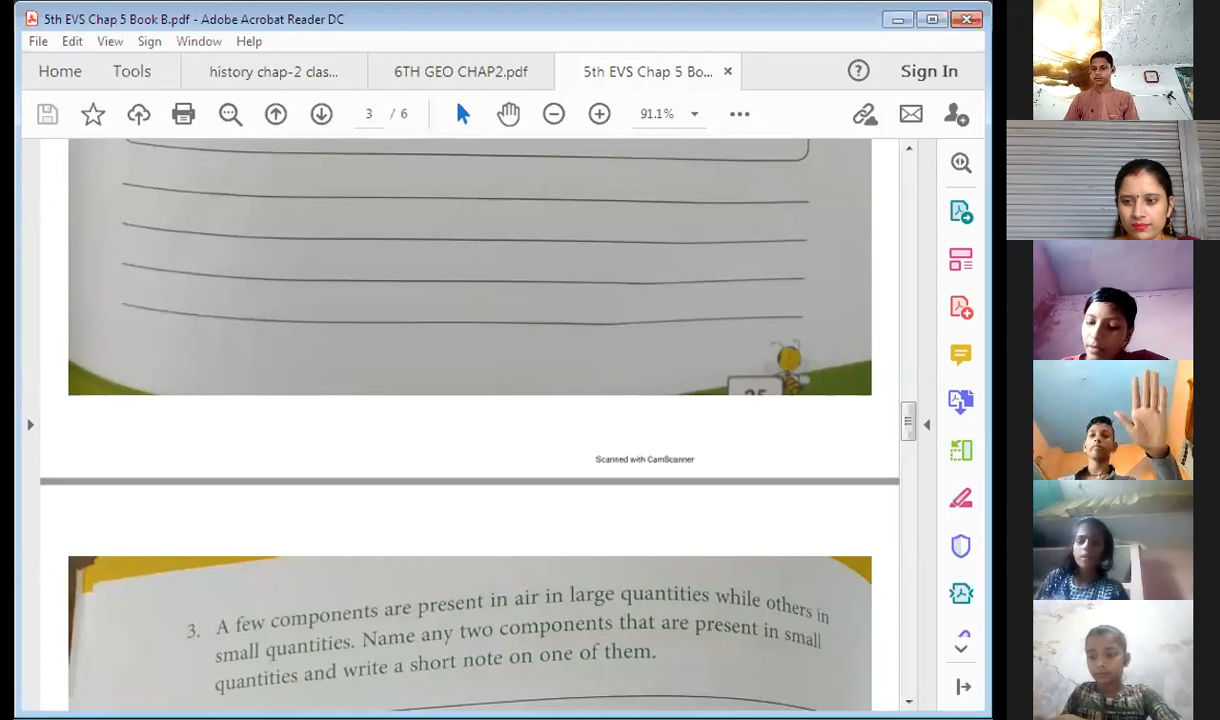 5th EVS Chap 5 Book B.pdf - Adobe Acrobat Reader DC
File Edit View Sign Window Help
Home Tools history chap-2 clas... 6TH GEO CHAP2.pdf 5th EVS Chap 5 Bo... × ? Sign In
3 / 6 91.1%
Scanned with CamScanner
3. A few components are present in air in large quantities while others in
small quantities. Name any two components that are present in small
quantities and write a short note on one of them.